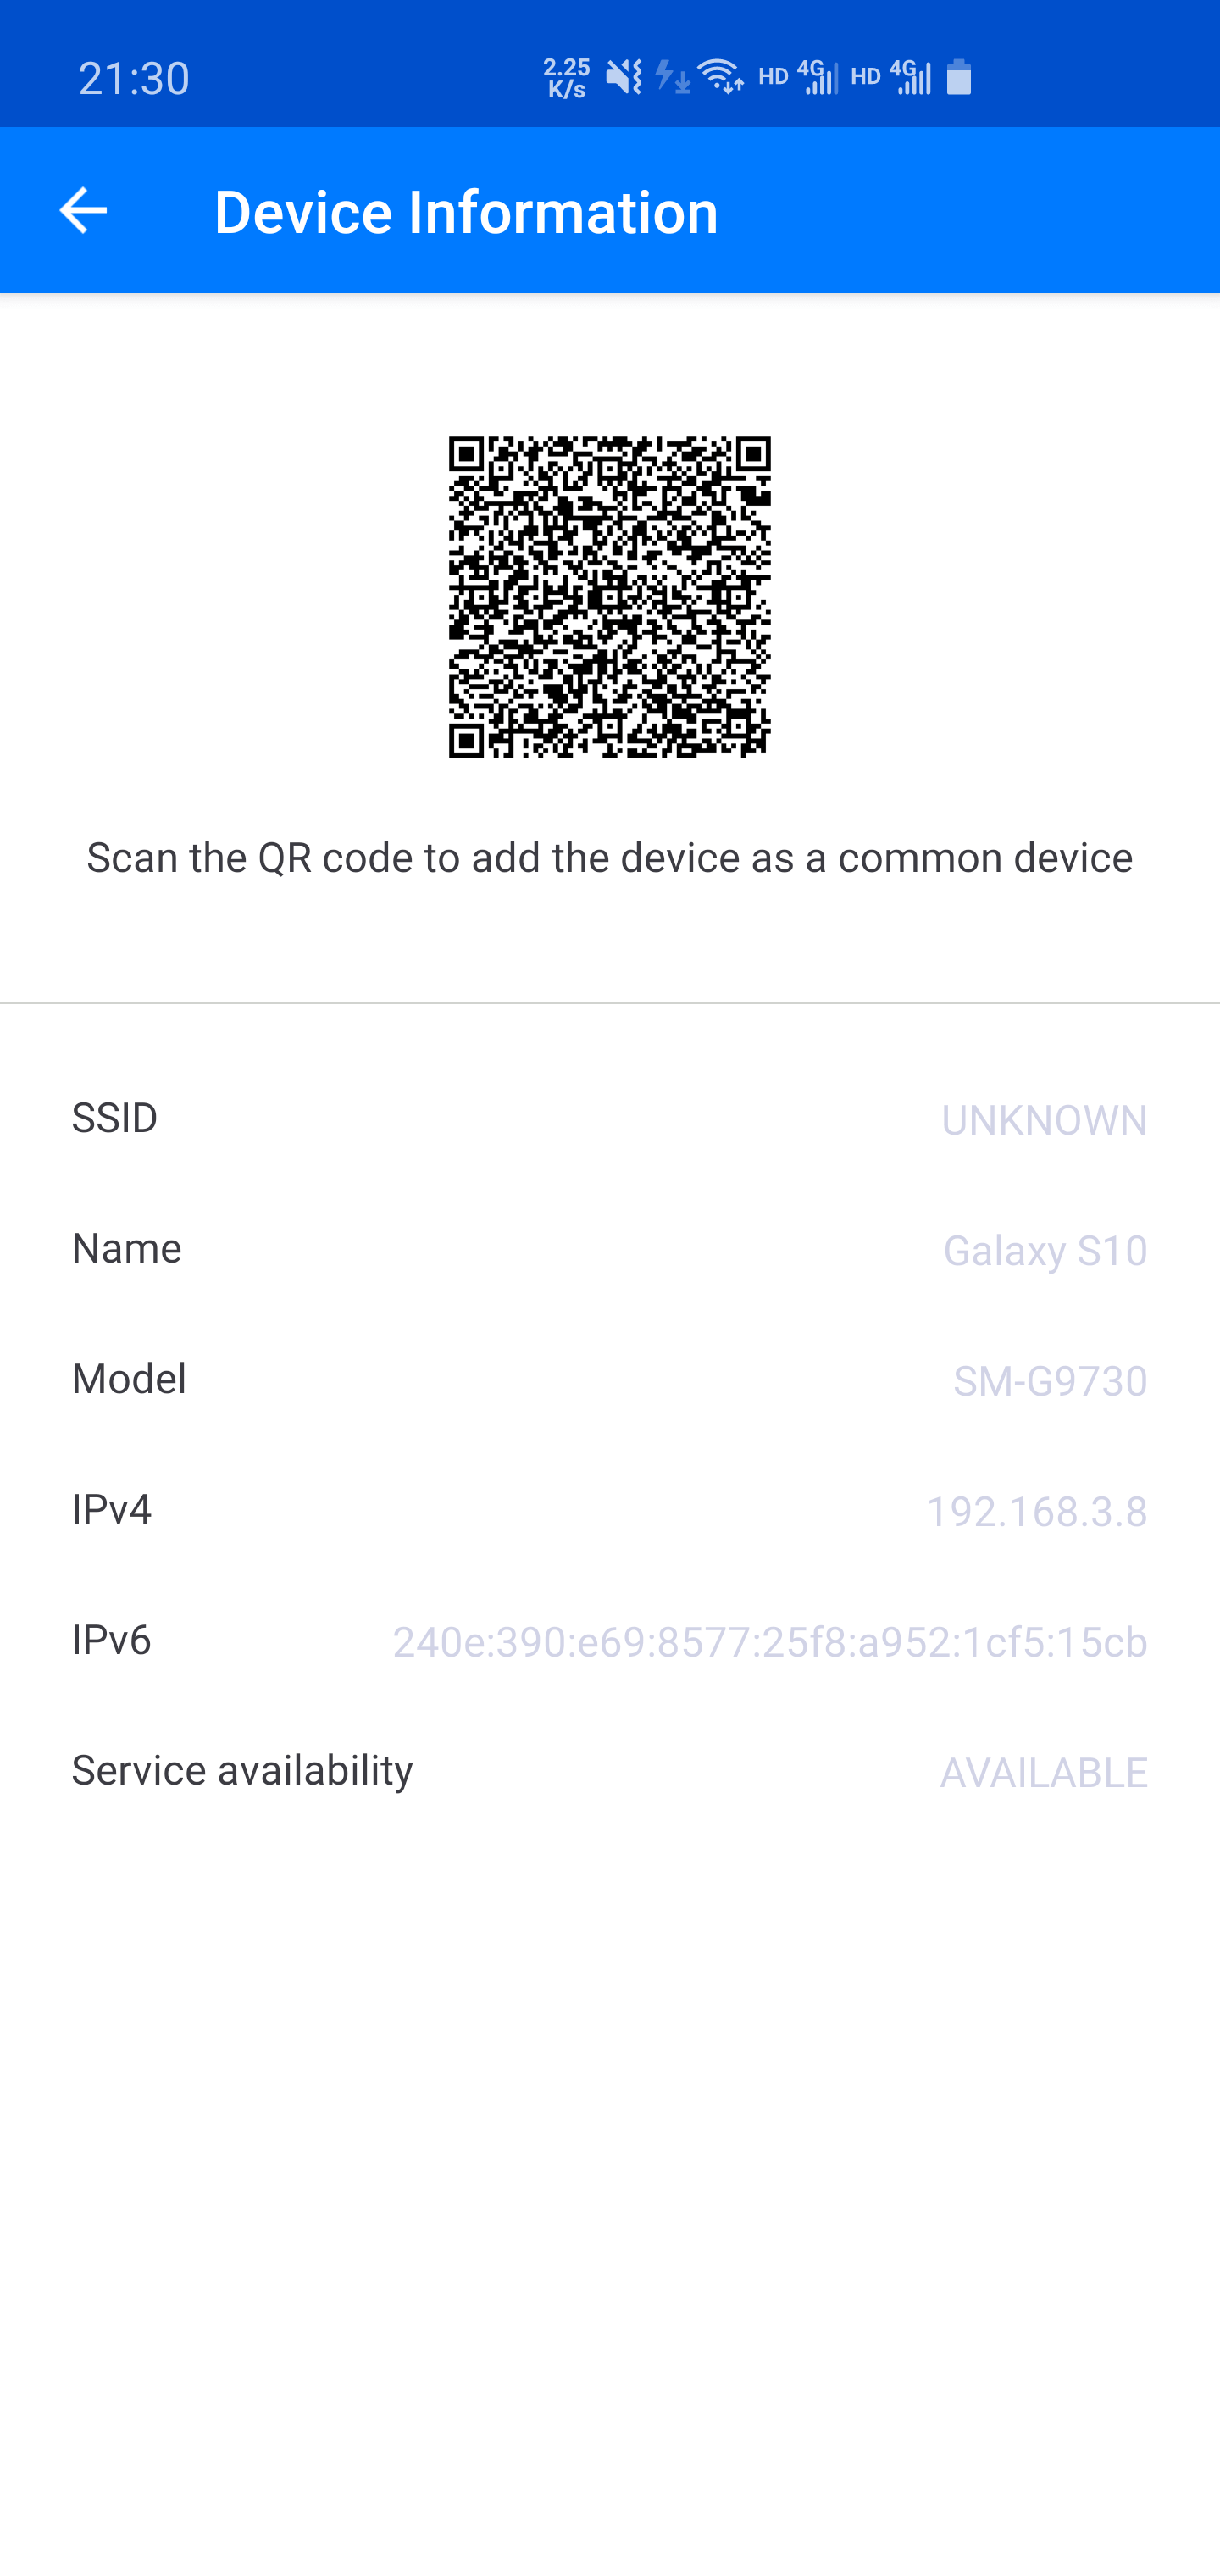 21:30
2.25
K/s
HD 4G HD 4G
Device Information
Scan the QR code to add the device as a common device
SSID UNKNOWN
Name Galaxy S10
Model SM-G9730
IPv4 192.168.3.8
IPv6 240e:390:e69:8577:25f8:a952:1cf5:15cb
Service availability AVAILABLE